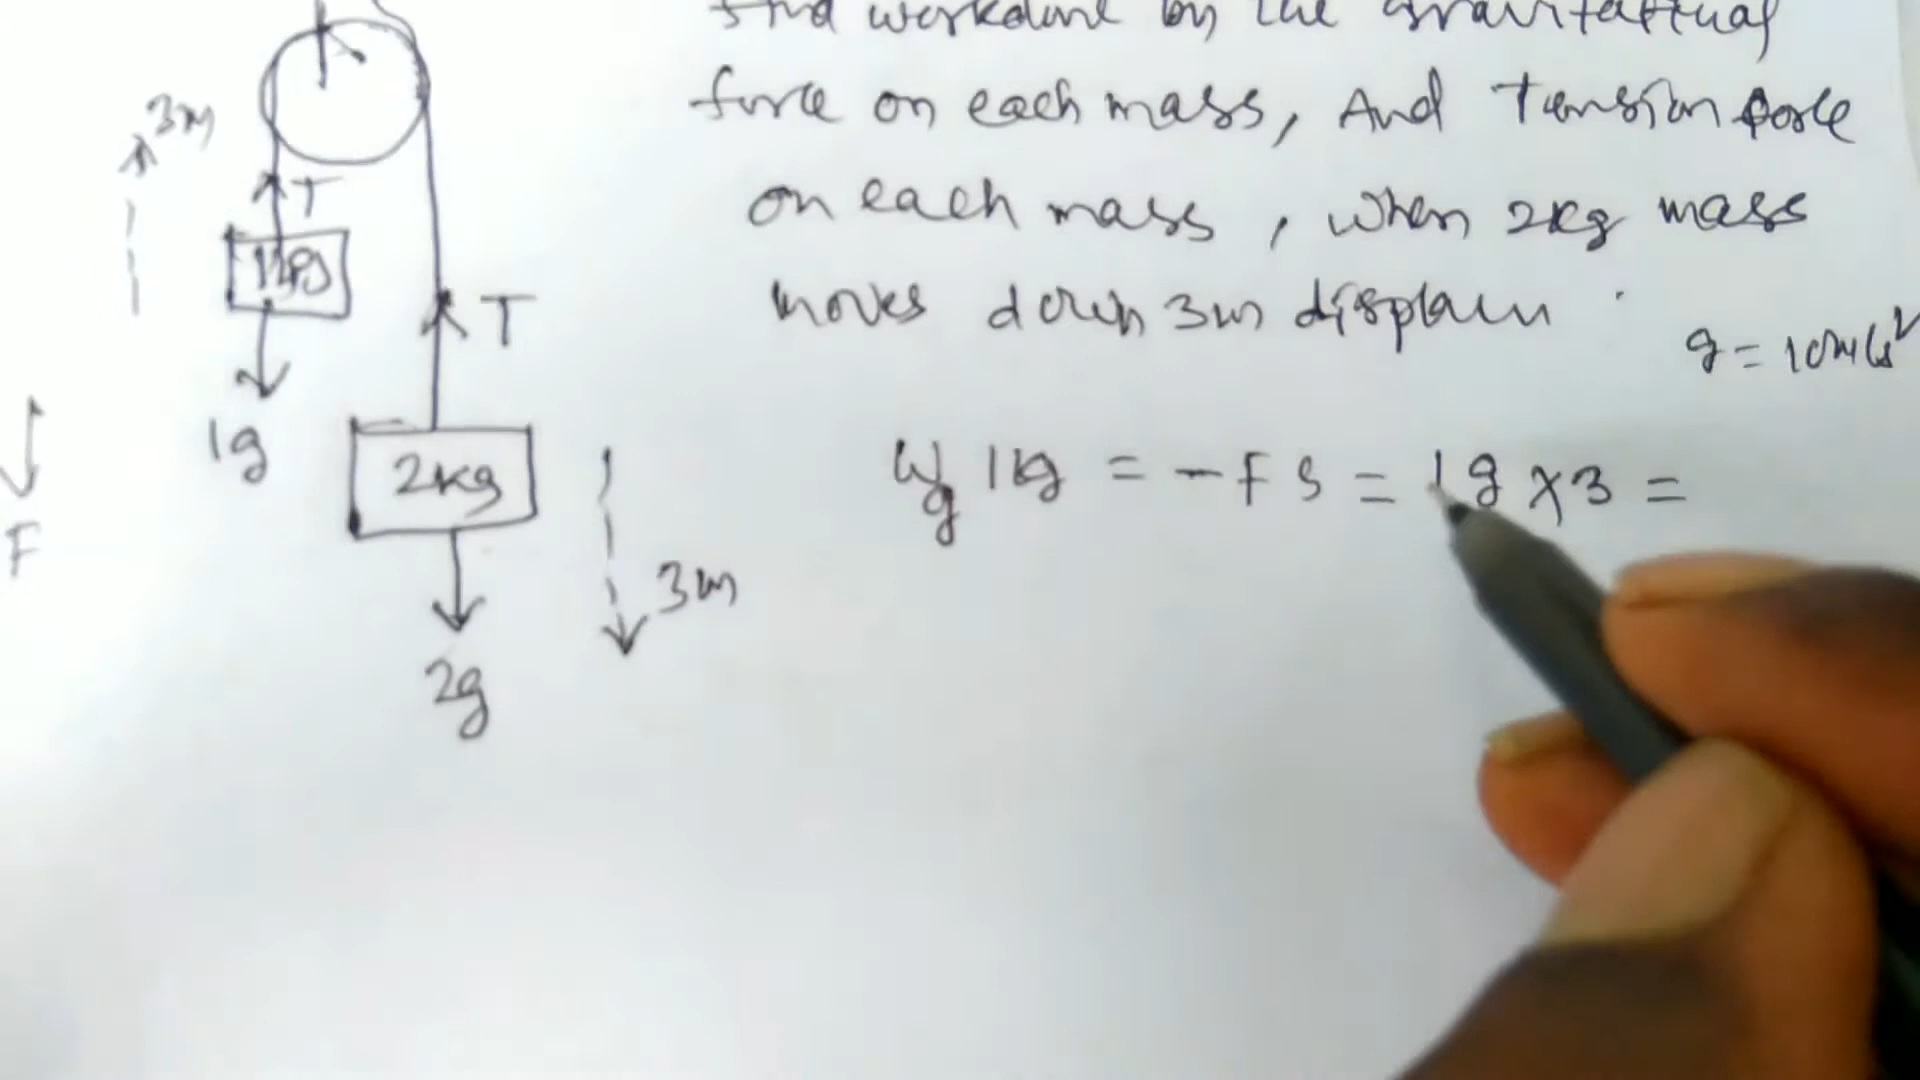 find workdone by the gravitational
force on each mass, And Tension force
on each mass, when 2kg mass
moves down 3m displam
g = 10m/s²
Wg 1kg = -FS = 1g x 3 =
3m
T
1kg
1g
T
2kg
3m
2g
F